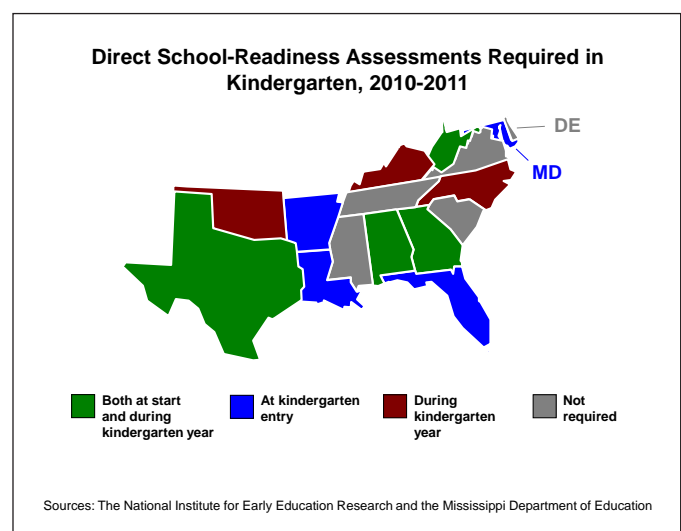 Direct School-Readiness Assessments Required in
Kindergarten, 2010-2011
DE
MD
Both at start
and during
kindergarten year
At kindergarten
entry
During
kindergarten
year
Not
required
Sources: The National Institute for Early Education Research and the Mississippi Department of Education